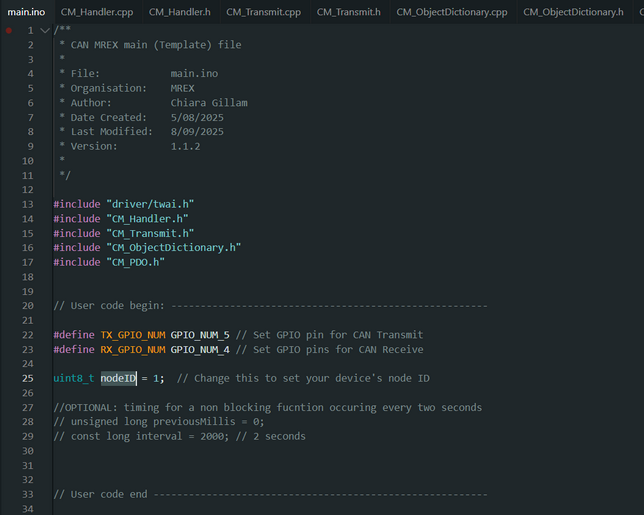 main.ino CM_Handler.cpp CM_Handler.h CM_Transmit.cpp CM_Transmit.h CM_ObjectDictionary.cpp CM_ObjectDictionary.h
1 /**
2 * CAN MREX main (Template) file
3 *
4 * File: main.ino
5 * Organisation: MREX
6 * Author: Chiara Gillam
7 * Date Created: 5/08/2025
8 * Last Modified: 8/09/2025
9 * Version: 1.1.2
10 *
11 */
12
13 #include "driver/twai.h"
14 #include "CM_Handler.h"
15 #include "CM_Transmit.h"
16 #include "CM_ObjectDictionary.h"
17 #include "CM_PDO.h"
18
19
20 // User code begin: ------------------------------------------------------
21
22 #define TX_GPIO_NUM GPIO_NUM_5 // Set GPIO pin for CAN Transmit
23 #define RX_GPIO_NUM GPIO_NUM_4 // Set GPIO pins for CAN Receive
24
25 uint8_t nodeID = 1; // Change this to set your device's node ID
26
27 //OPTIONAL: timing for a non blocking fucntion occuring every two seconds
28 // unsigned long previousMillis = 0;
29 // const long interval = 2000; // 2 seconds
30
31
32
33 // User code end ---------------------------------------------------------
34